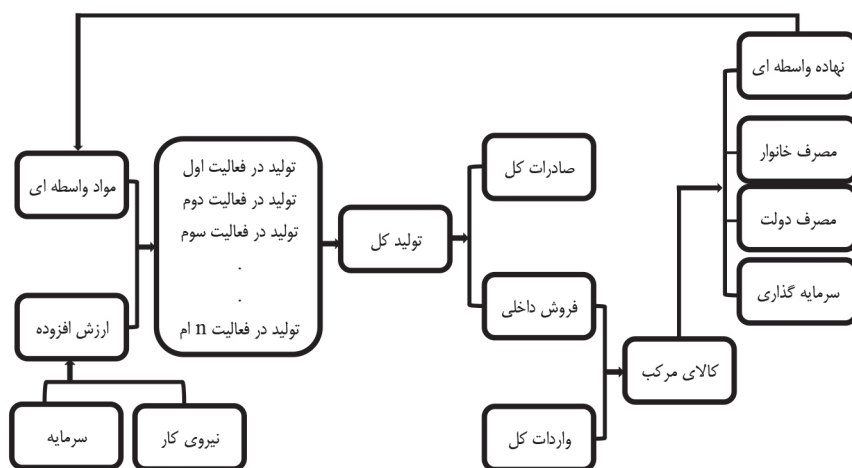 نهاده واسطه ای
مصرف خانوار
مصرف دولت
سرمایه گذاری
کالای مرکب
صادرات کل
فروش داخلی
واردات کل
تولید کل
تولید در فعالیت اول
تولید در فعالیت دوم
تولید در فعالیت سوم
.
.
تولید در فعالیت n ام
مواد واسطه ای
ارزش افزوده
نیروی کار
سرمایه